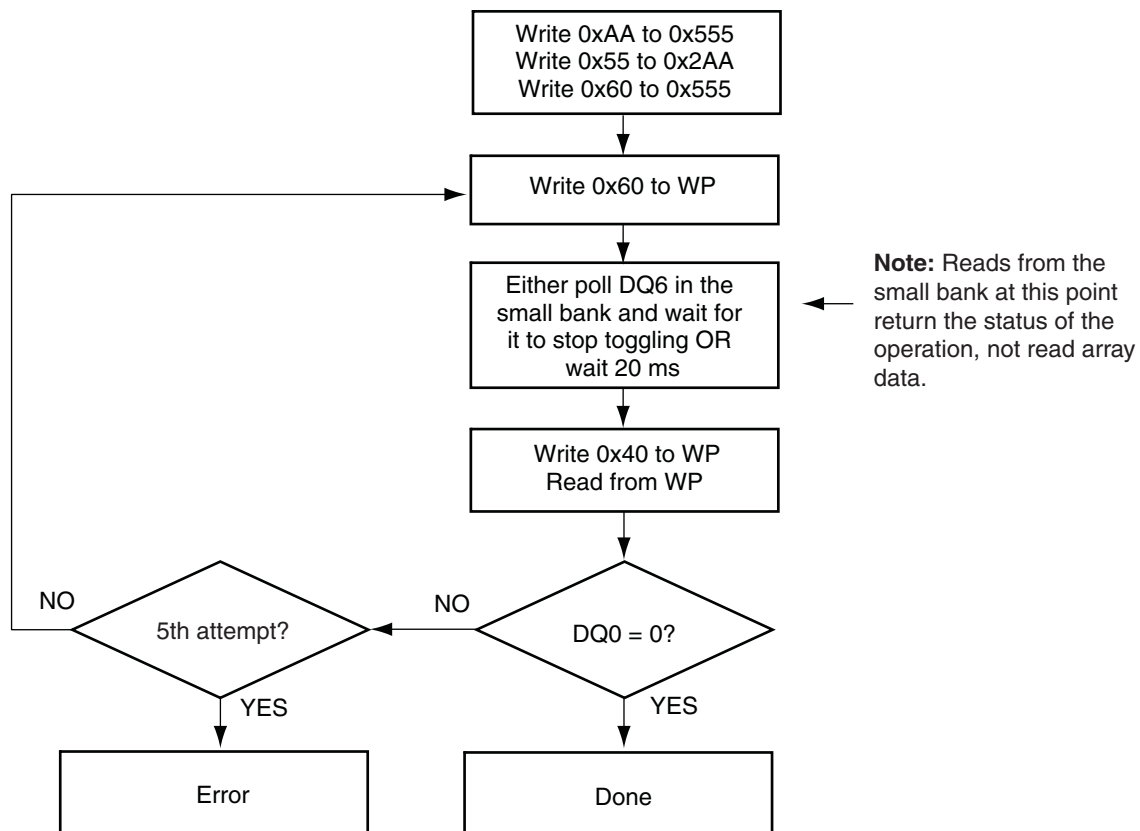 Write 0xAA to 0x555
Write 0x55 to 0x2AA
Write 0x60 to 0x555
Write 0x60 to WP
Either poll DQ6 in the
small bank and wait for
it to stop toggling OR
wait 20 ms
Note: Reads from the
small bank at this point
return the status of the
operation, not read array
data.
Write 0x40 to WP
Read from WP
NO
5th attempt?
NO
DQ0 = 0?
YES
YES
Error
Done